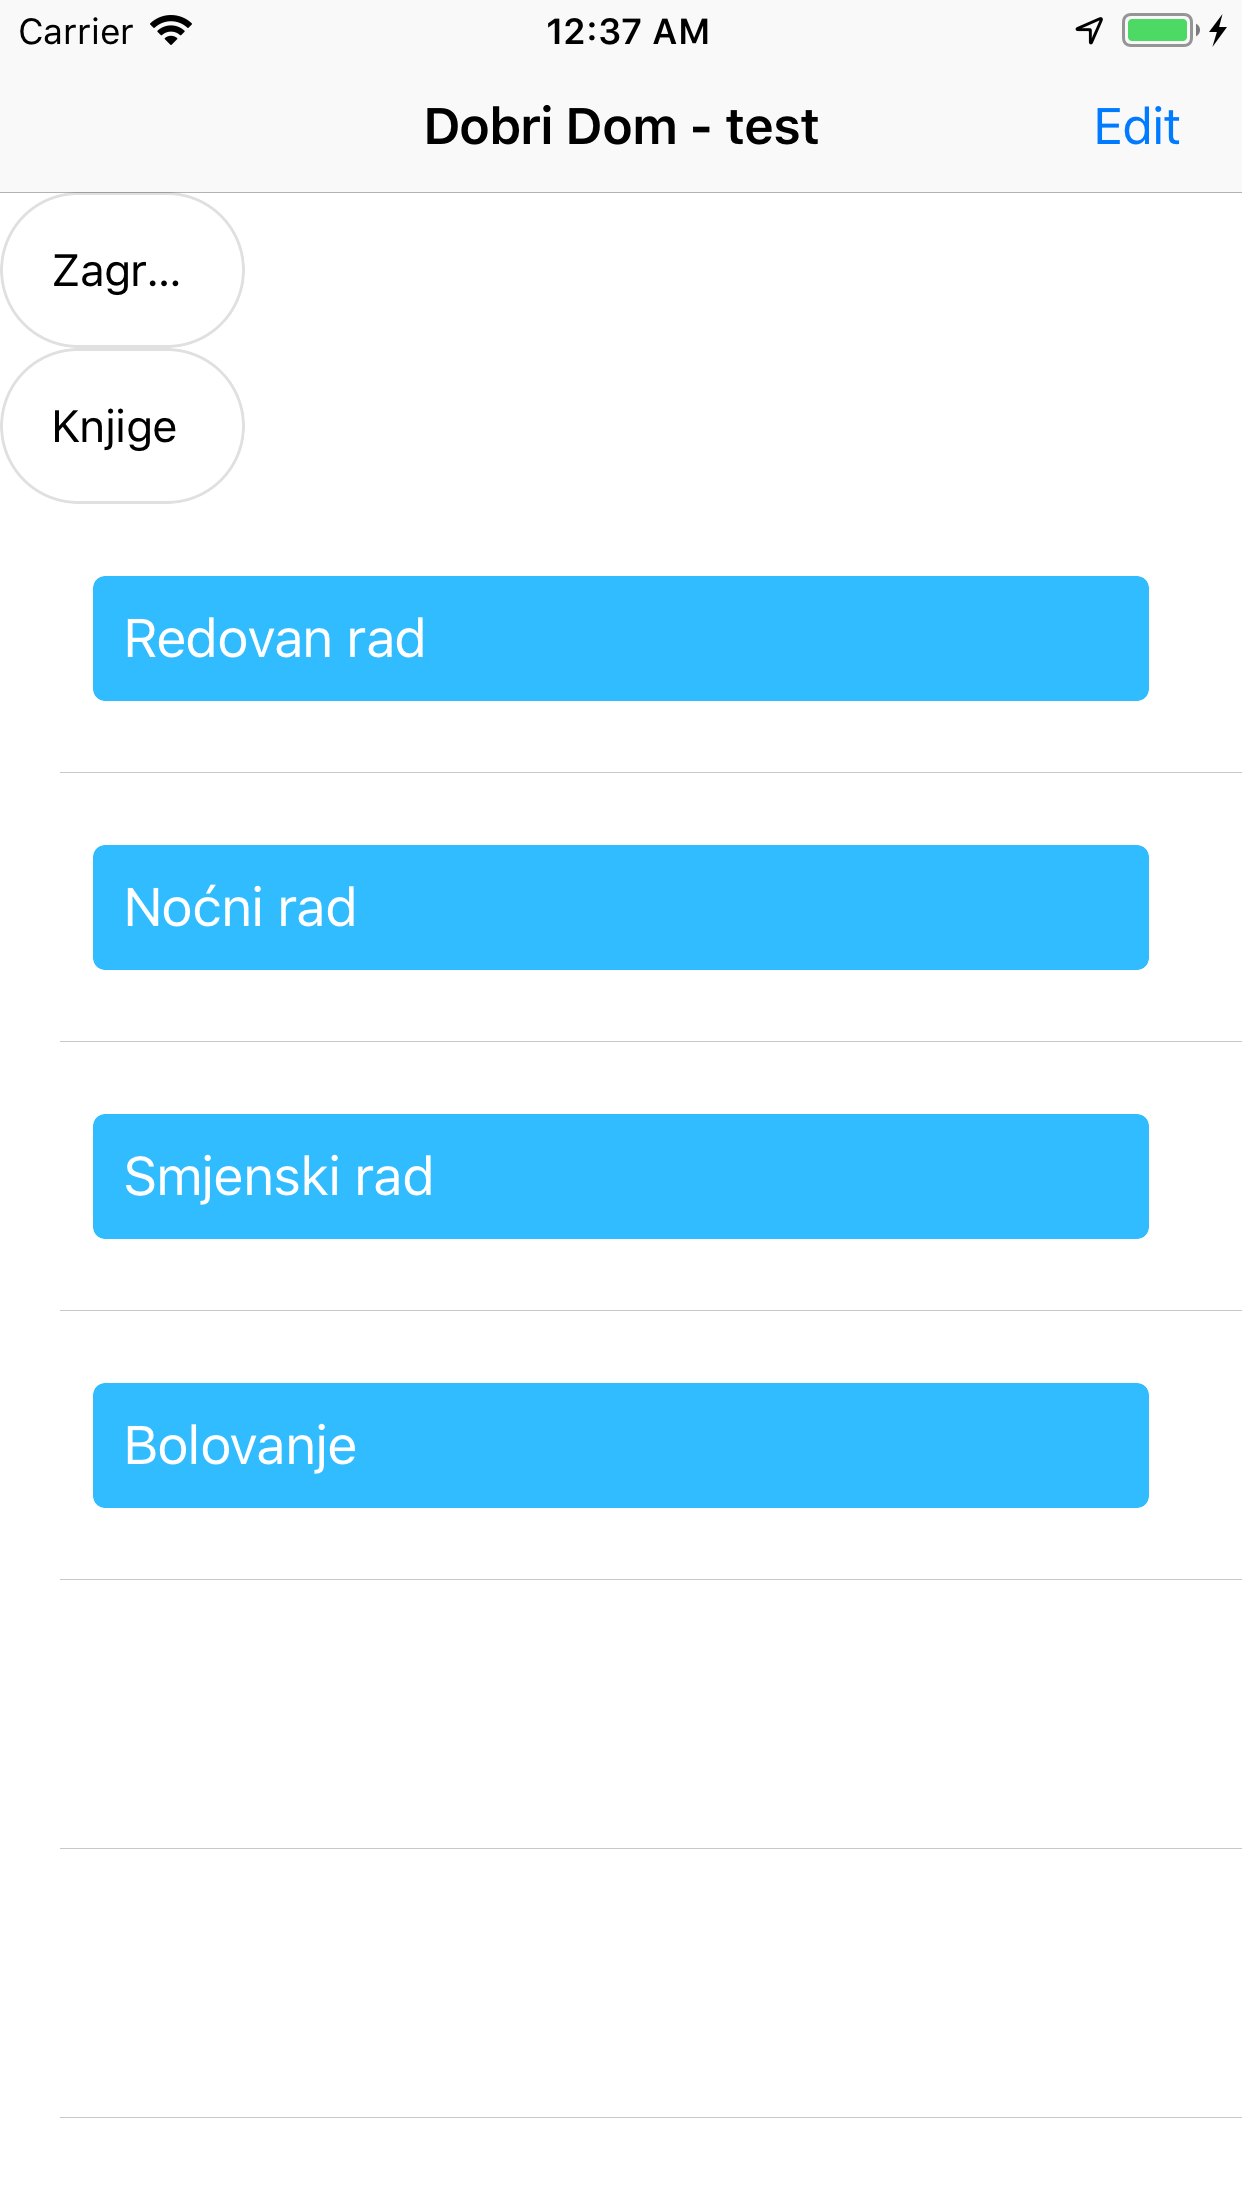 Carrier 12:37 AM
Dobri Dom - test Edit
Zagr...
Knjige
Redovan rad
Noćni rad
Smjenski rad
Bolovanje